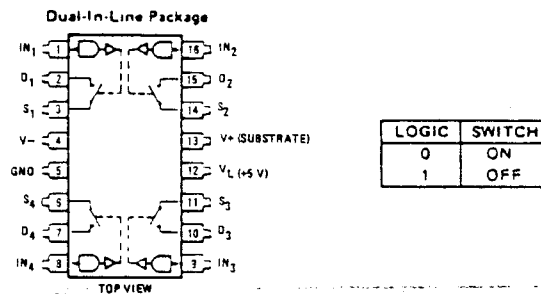 Dual-In-Line Package
IN1 1 16 IN2
D1 2 15 D2
S1 3 14 S2
V- 4 13 V+ (SUBSTRATE)
GND 5 12 VL (+5 V)
S4 6 11 S3
D4 7 10 D3
IN4 8 9 IN3
TOP VIEW
LOGIC SWITCH
0 ON
1 OFF